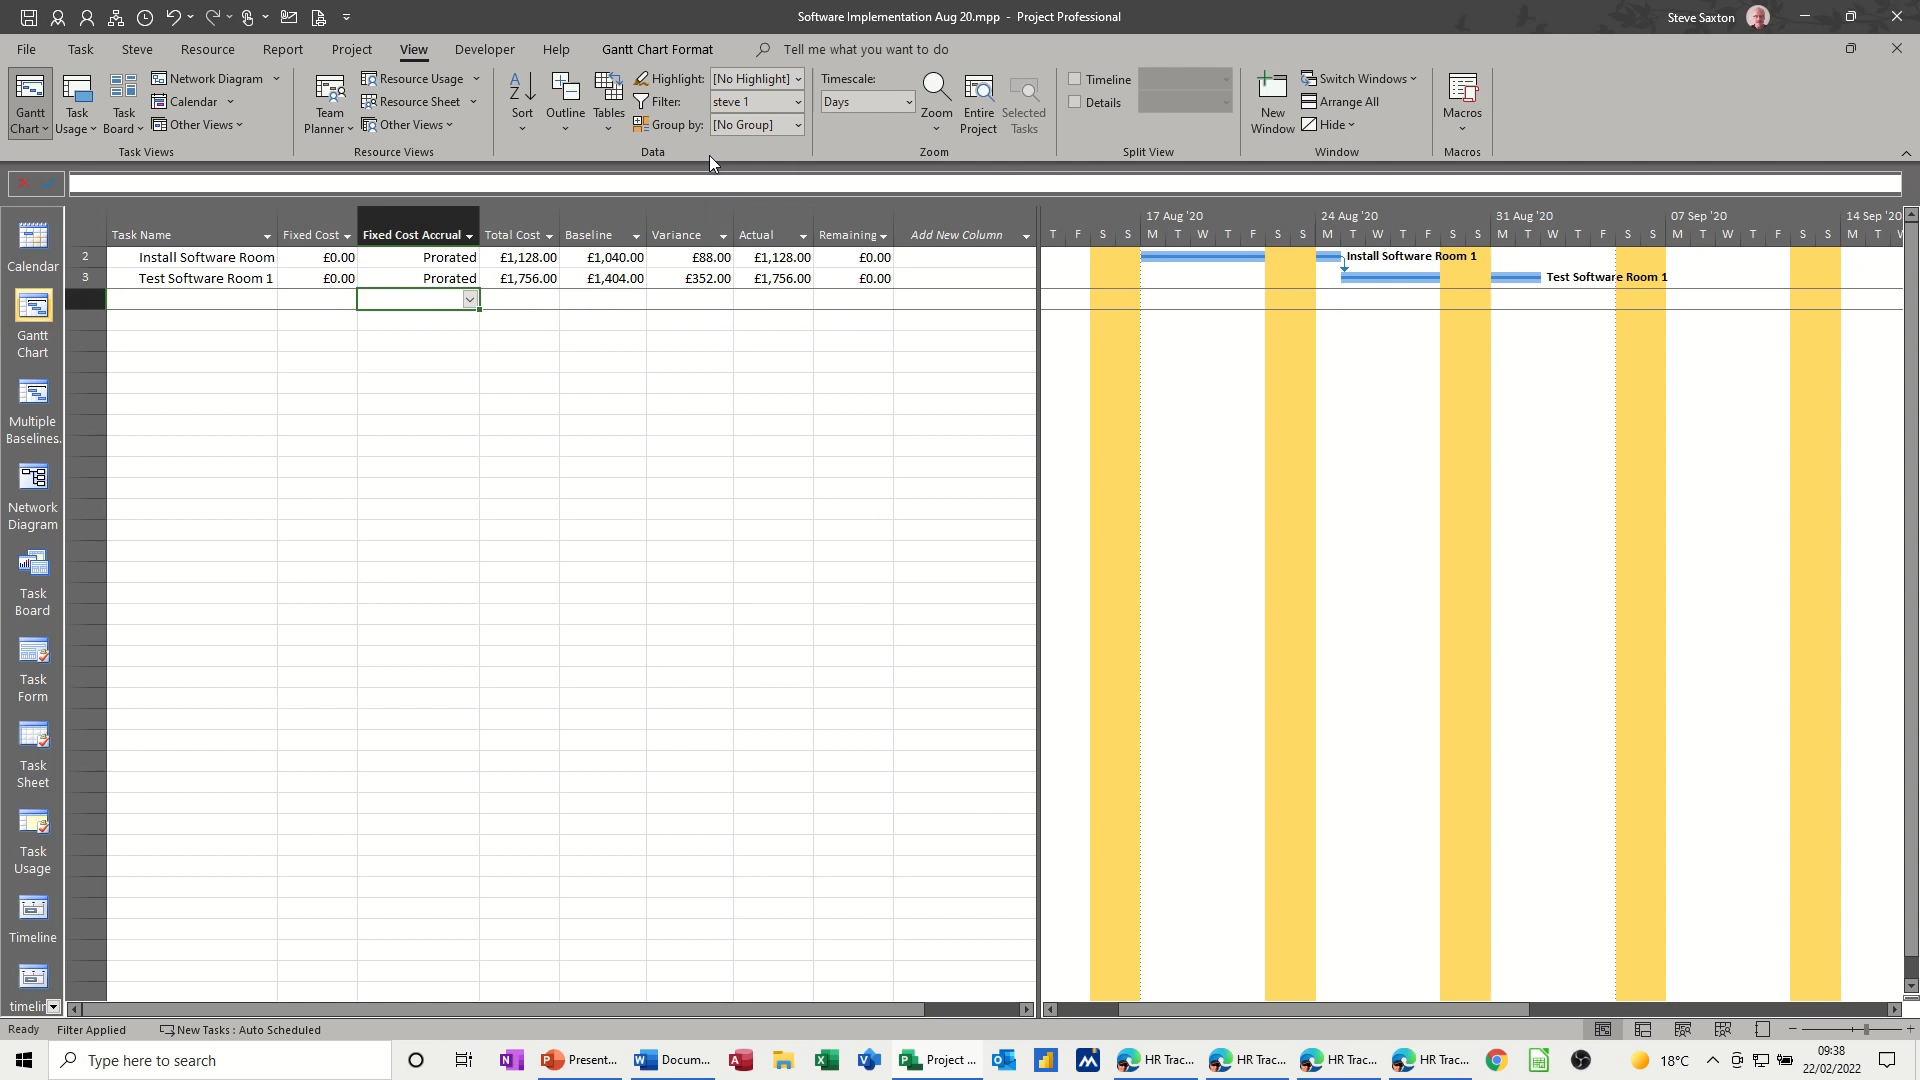 Software Implementation Aug 20.mpp - Project Professional
Steve Saxton
File Task Steve Resource Report Project View Developer Help Gantt Chart Format Tell me what you want to do
Gantt Chart
Task Usage
Task Board
Network Diagram
Calendar
Other Views
Task Views
Team Planner
Resource Usage
Resource Sheet
Other Views
Resource Views
Sort
Outline
Tables
Highlight: [No Highlight]
Filter: steve 1
Group by: [No Group]
Data
Timescale:
Days
Zoom
Entire Project
Selected Tasks
Zoom
Timeline
Details
Split View
New Window
Switch Windows
Arrange All
Hide
Window
Macros
Macros
Task Name Fixed Cost Fixed Cost Accrual Total Cost Baseline Variance Actual Remaining Add New Column
2 Install Software Room £0.00 Prorated £1,128.00 £1,040.00 £88.00 £1,128.00 £0.00
3 Test Software Room 1 £0.00 Prorated £1,756.00 £1,404.00 £352.00 £1,756.00 £0.00
17 Aug '20 24 Aug '20 31 Aug '20 07 Sep '20 14 Sep '20
T F S S M T W T F S S M T W T F S S M T W T F S S M T W T F S S M T W
Install Software Room 1
Test Software Room 1
Calendar
Gantt Chart
Multiple Baselines.
Network Diagram
Task Board
Task Form
Task Sheet
Task Usage
Timeline
timelin
Ready Filter Applied New Tasks : Auto Scheduled
Type here to search
Present...
Docum...
Project ...
HR Trac...
HR Trac...
HR Trac...
HR Trac...
18°C
09:38
22/02/2022